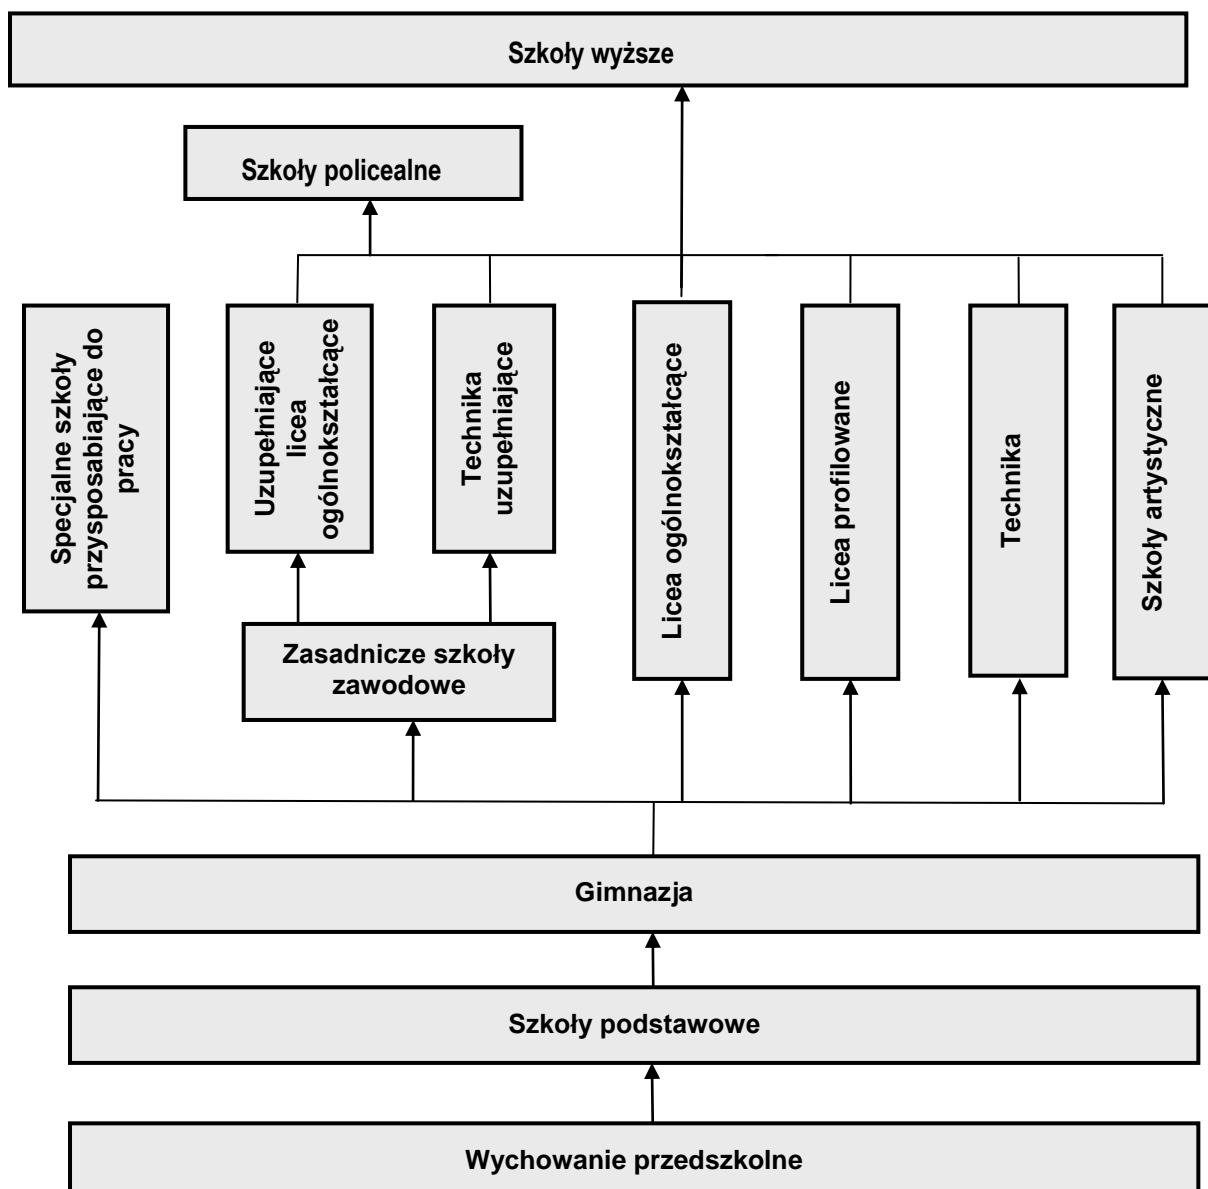 Szkoły wyższe
Szkoły policealne
Specjalne szkoły
przysposabiające do
pracy
Uzupełniające
licea
ogólnokształcące
Technika
uzupełniające
Licea ogólnokształcące
Licea profilowane
Technika
Szkoły artystyczne
Zasadnicze szkoły
zawodowe
Gimnazja
Szkoły podstawowe
Wychowanie przedszkolne